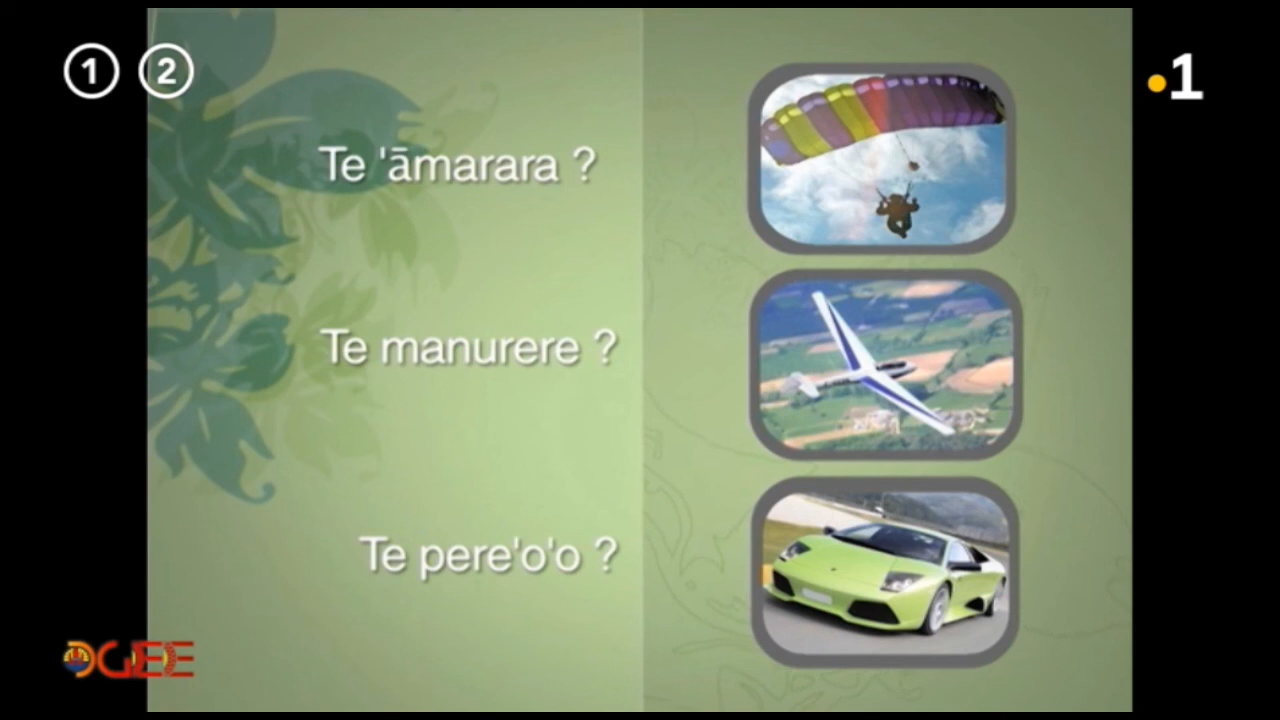 1 2
1
Te 'āmarara ?
Te manurere ?
Te pere'o'o ?
DGEE